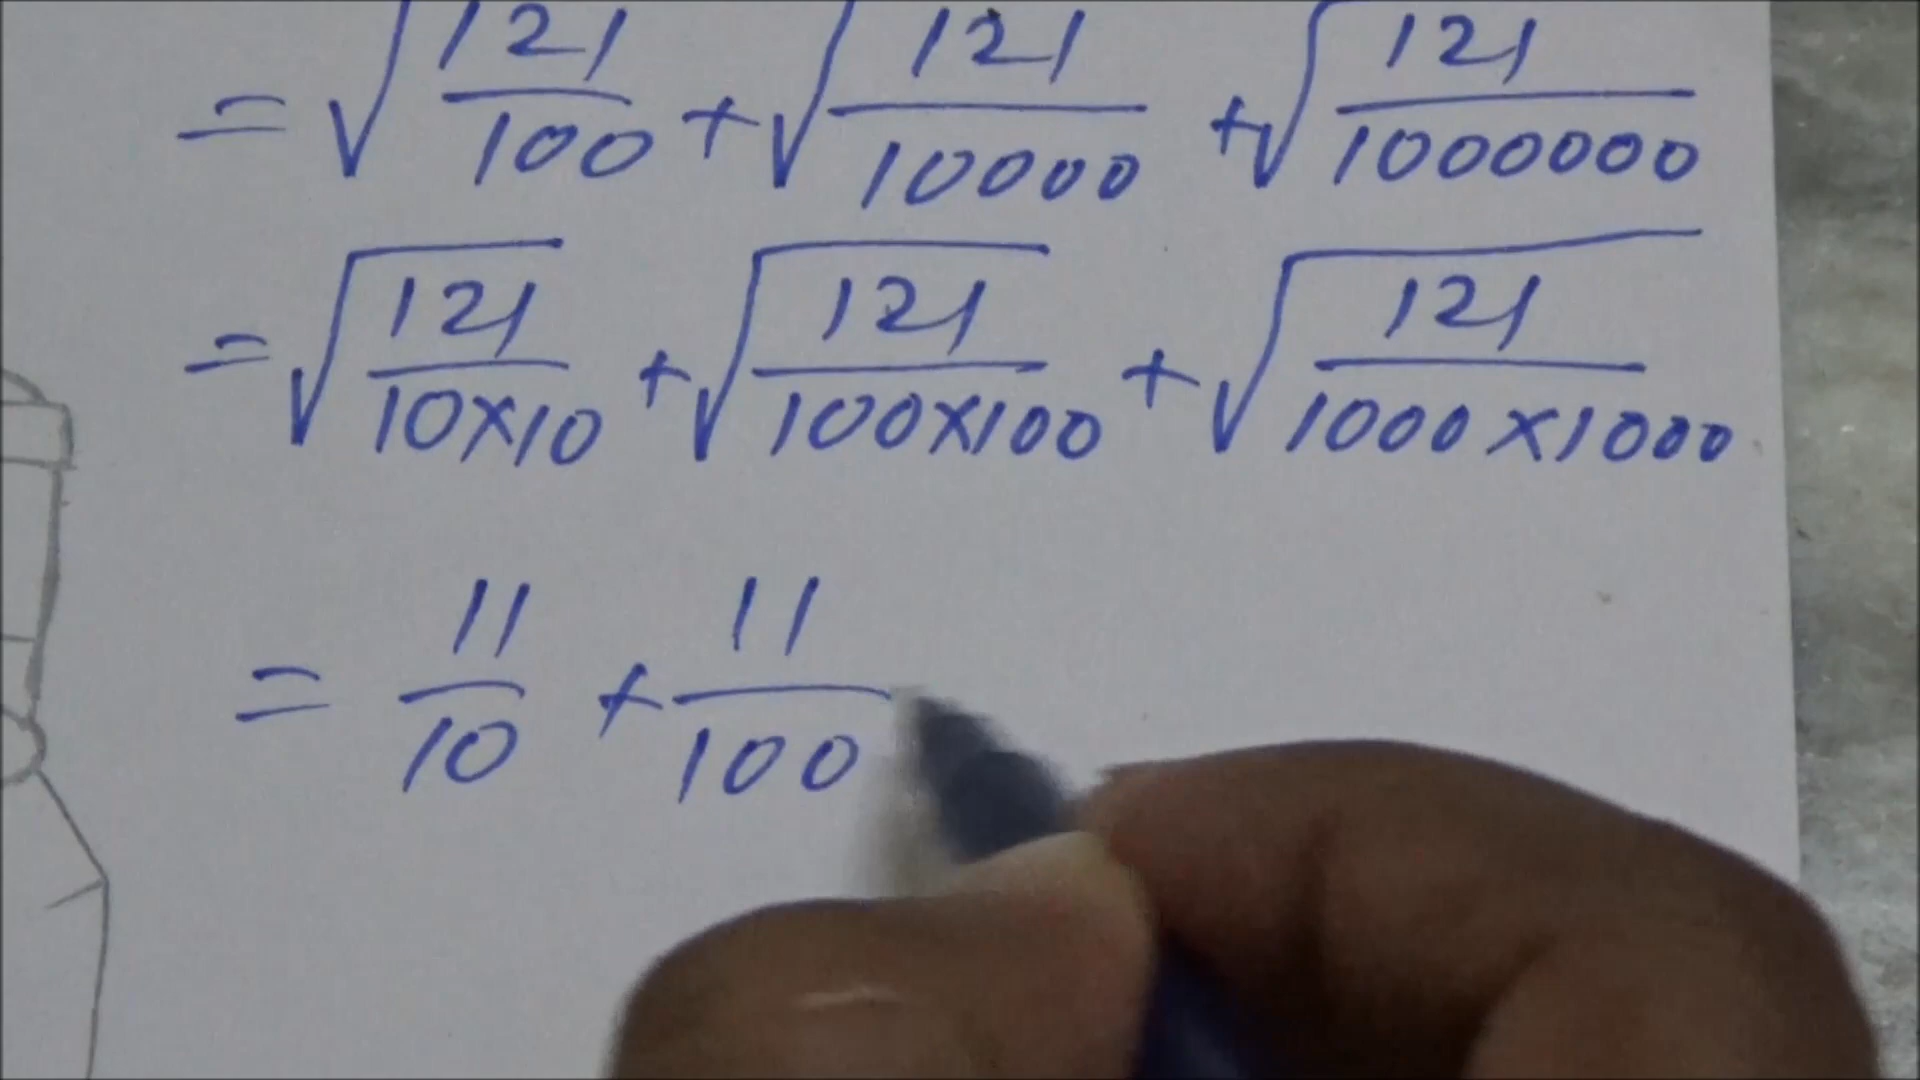 = √121/100 + √121/10000 + √121/1000000
= √121/10×10 + √121/100×100 + √121/1000×1000
= 11/10 + 11/100